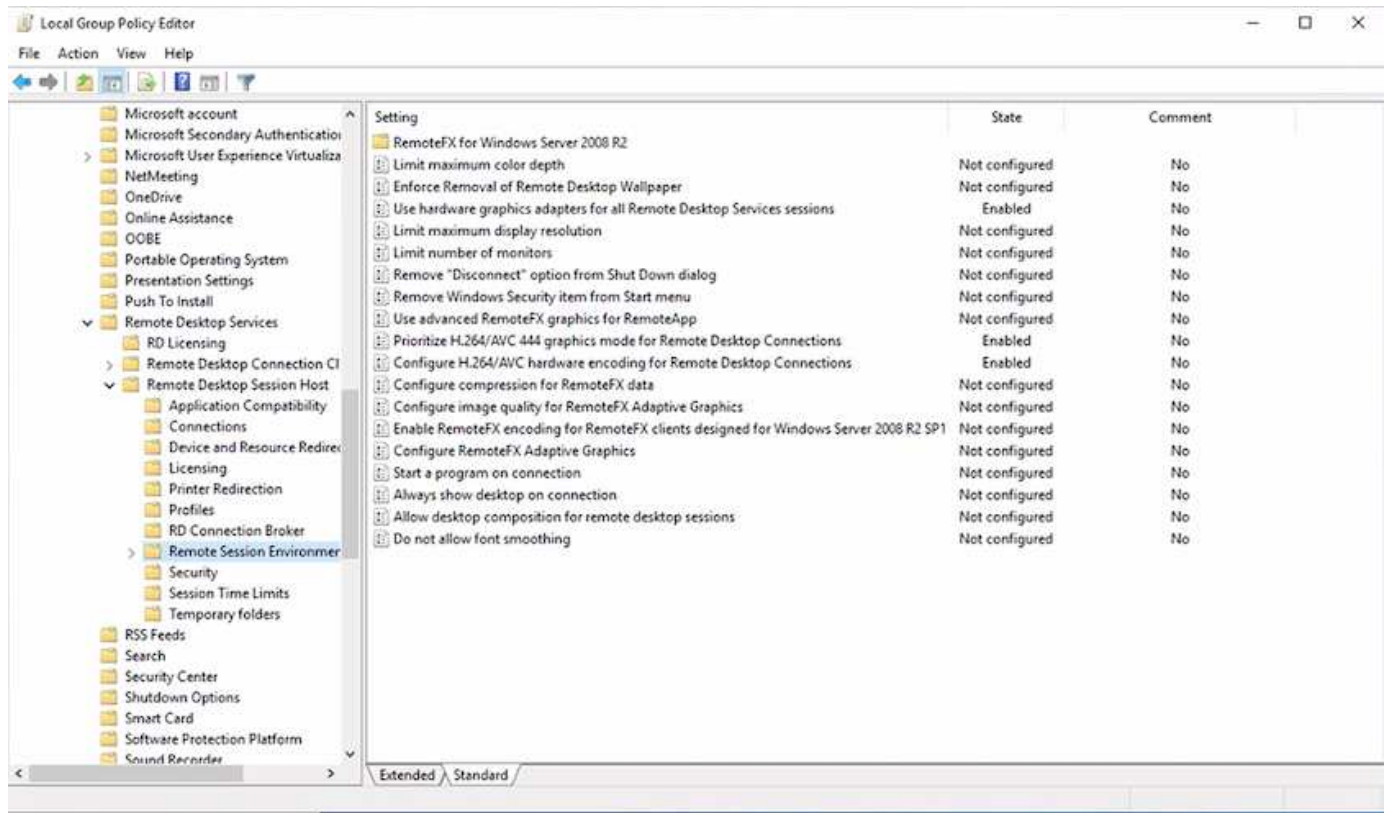 Local Group Policy Editor
File Action View Help
Microsoft account
Microsoft Secondary Authentication
Microsoft User Experience Virtualiza
NetMeeting
OneDrive
Online Assistance
OOBE
Portable Operating System
Presentation Settings
Push To Install
Remote Desktop Services
RD Licensing
Remote Desktop Connection Cl
Remote Desktop Session Host
Application Compatibility
Connections
Device and Resource Redirec
Licensing
Printer Redirection
Profiles
RD Connection Broker
Remote Session Environmer
Security
Session Time Limits
Temporary folders
RSS Feeds
Search
Security Center
Shutdown Options
Smart Card
Software Protection Platform
Sound Recorder
Setting State Comment
RemoteFX for Windows Server 2008 R2
Limit maximum color depth Not configured No
Enforce Removal of Remote Desktop Wallpaper Not configured No
Use hardware graphics adapters for all Remote Desktop Services sessions Enabled No
Limit maximum display resolution Not configured No
Limit number of monitors Not configured No
Remove "Disconnect" option from Shut Down dialog Not configured No
Remove Windows Security item from Start menu Not configured No
Use advanced RemoteFX graphics for RemoteApp Not configured No
Prioritize H.264/AVC 444 graphics mode for Remote Desktop Connections Enabled No
Configure H.264/AVC hardware encoding for Remote Desktop Connections Enabled No
Configure compression for RemoteFX data Not configured No
Configure image quality for RemoteFX Adaptive Graphics Not configured No
Enable RemoteFX encoding for RemoteFX clients designed for Windows Server 2008 R2 SP1 Not configured No
Configure RemoteFX Adaptive Graphics Not configured No
Start a program on connection Not configured No
Always show desktop on connection Not configured No
Allow desktop composition for remote desktop sessions Not configured No
Do not allow font smoothing Not configured No
Extended Standard